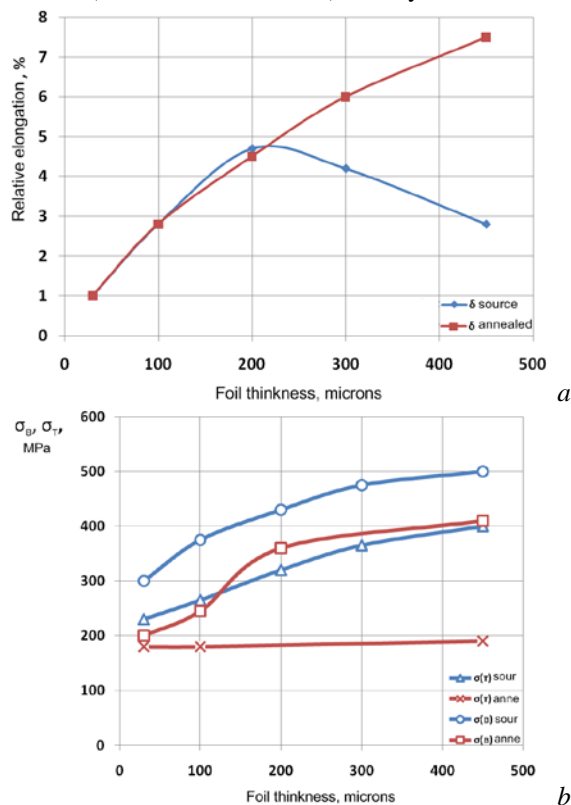 8
7
6
5
4
3
2
1
0
Relative elongation , %
0 100 200 300 400 500
Foil thinkness, microns
δ source
δ annealed
a
σB, σT,
MPa
600
500
400
300
200
100
0
0 100 200 300 400 500
Foil thinkness, microns
σ(T) sour
σ(T) anne
σ(B) sour
σ(B) anne
b